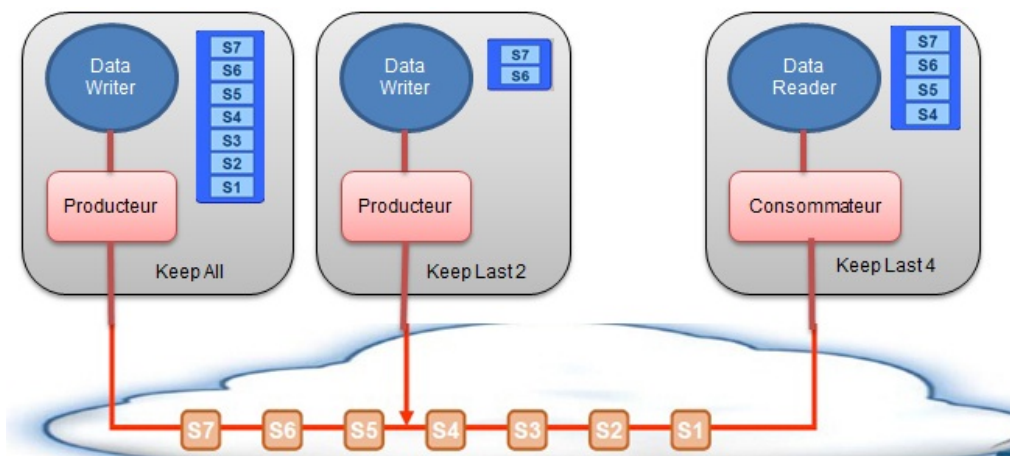 Data
Writer
S7
S6
S5
S4
S3
S2
S1
Producteur
Keep All
Data
Writer
S7
S6
Producteur
Keep Last 2
Data
Reader
S7
S6
S5
S4
Consommateur
Keep Last 4
S7 S6 S5 S4 S3 S2 S1